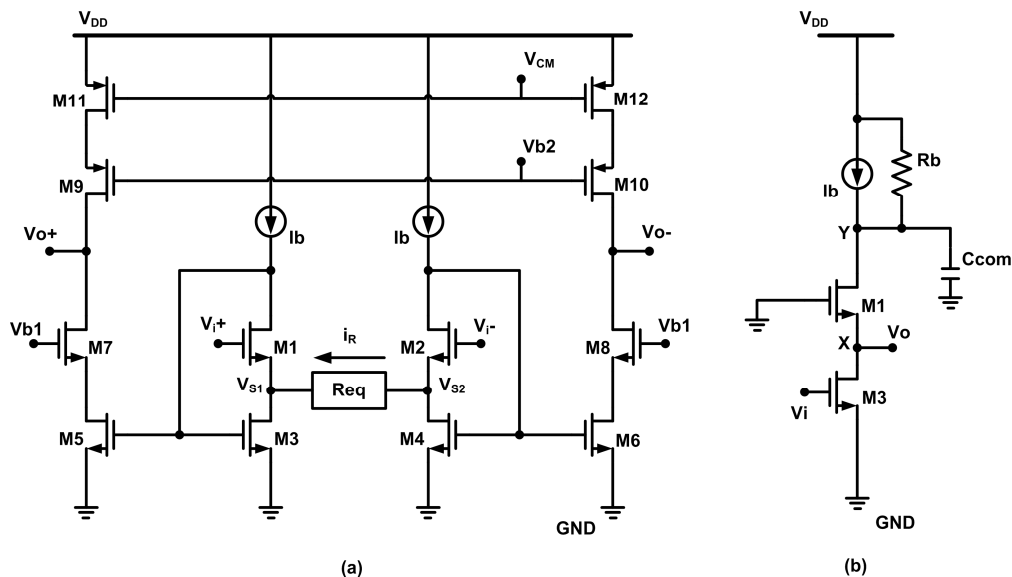 VDD
VDD
M11
VCM
M12
M9
Vb2
M10
Rb
Ib
Vo+
Ib
Ib
Vo-
Y
Ccom
M1
Vb1
M7
Vi+
M1
iR
M2
Vi-
Vb1
M8
X
Vo
VS1
Req
VS2
M3
Vi
M5
M3
M4
M6
GND
GND
(a)
(b)